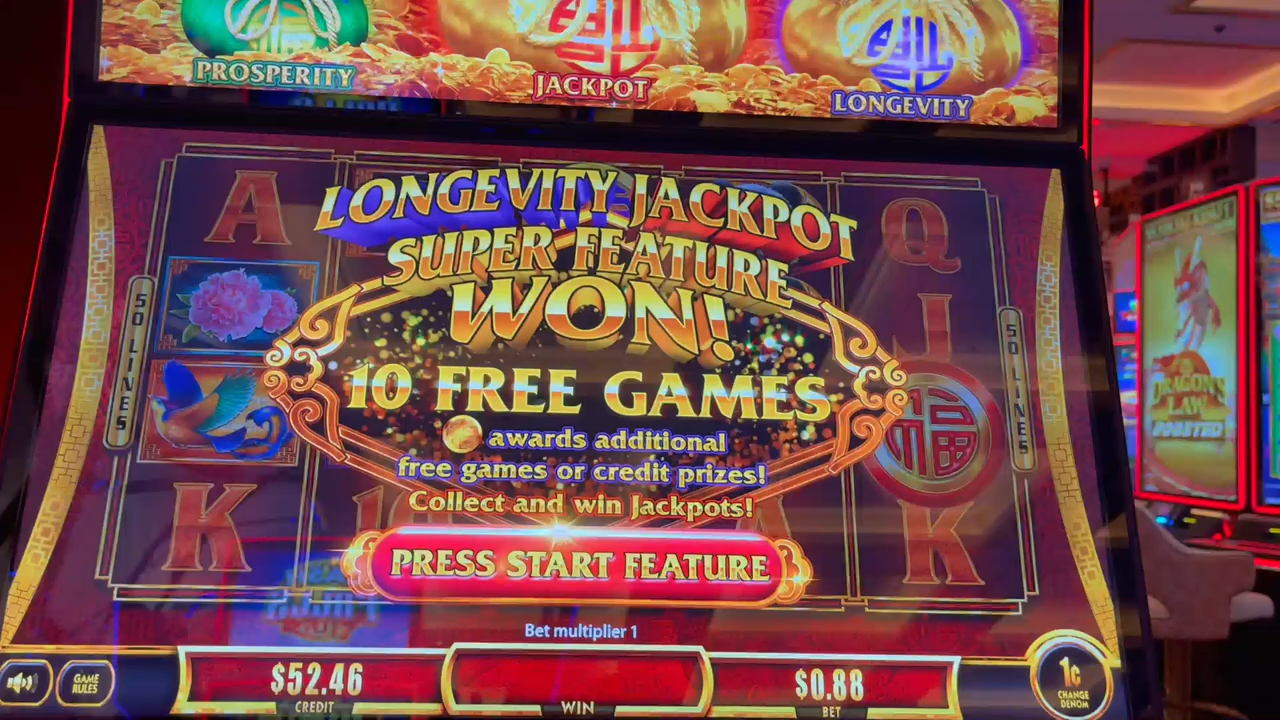 PROSPERITY
JACKPOT
LONGEVITY
LONGEVITY JACKPOT
SUPER FEATURE
WON!
10 FREE GAMES
awards additional
free games or credit prizes!
Collect and win Jackpots!
PRESS START FEATURE
A
K
Q
J
福
K
50 LINES
50 LINES
Bet multiplier 1
GAME
RULES
$52.46
CREDIT
WIN
$0.88
BET
1¢
CHANGE
DENOM
DRAGON'S
LAW
BOOSTED